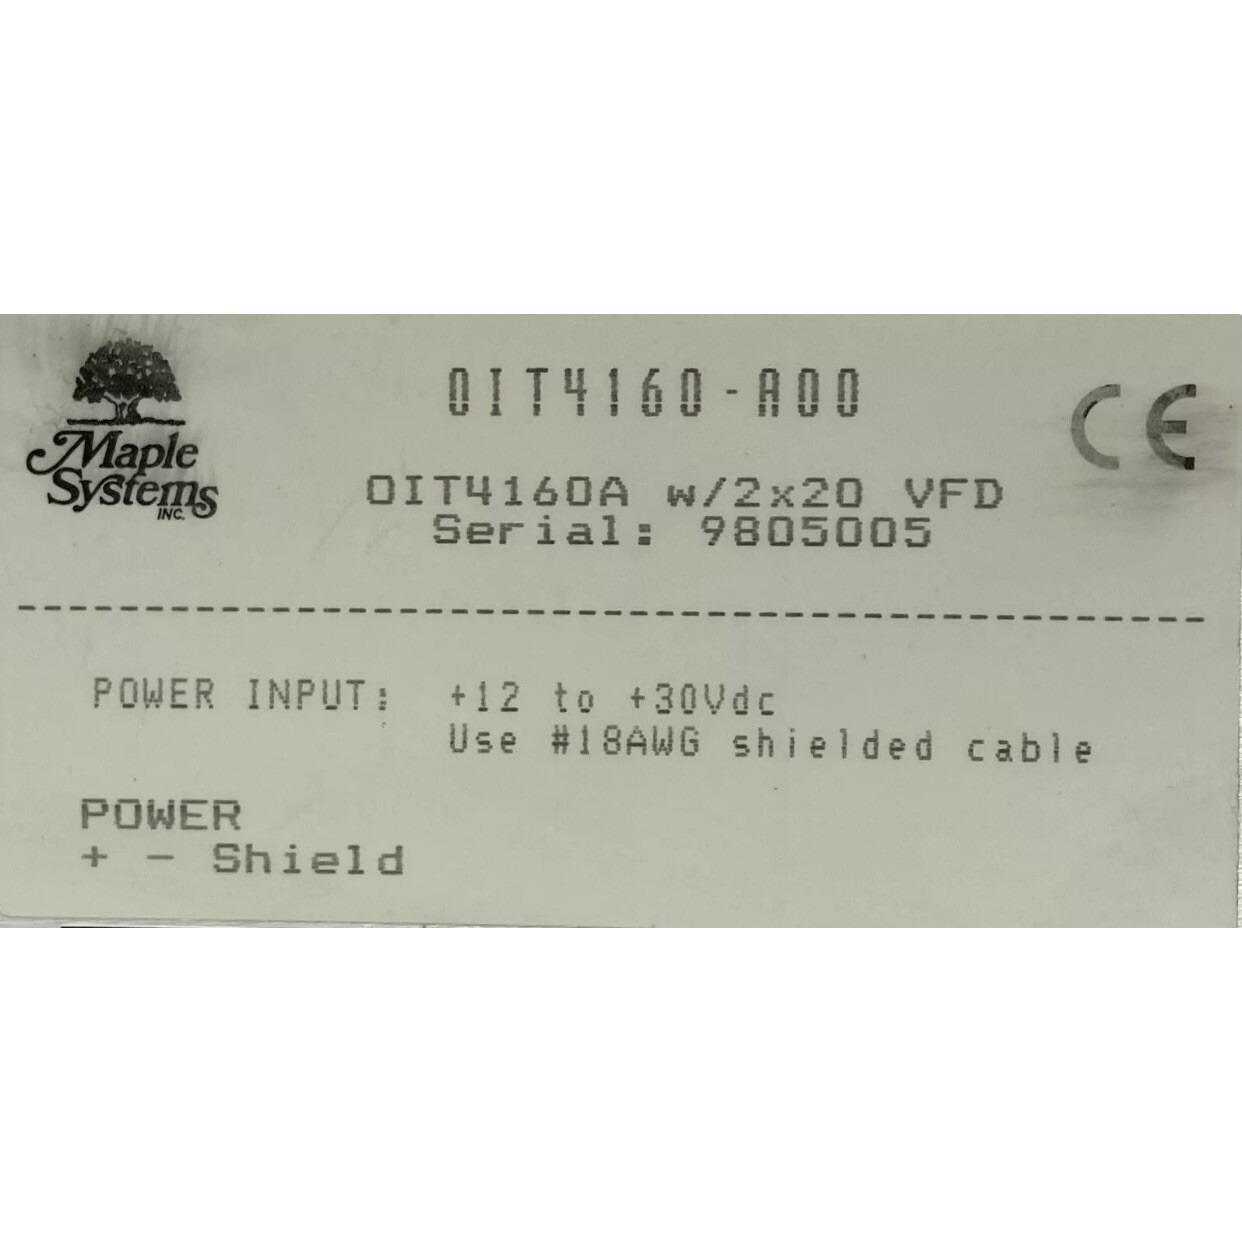 OIT4160-A00
CE
Maple
Systems
INC.
OIT4160A w/2x20 VFD
Serial: 9805005
POWER INPUT: +12 to +30Vdc
Use #18AWG shielded cable
POWER
+ - Shield